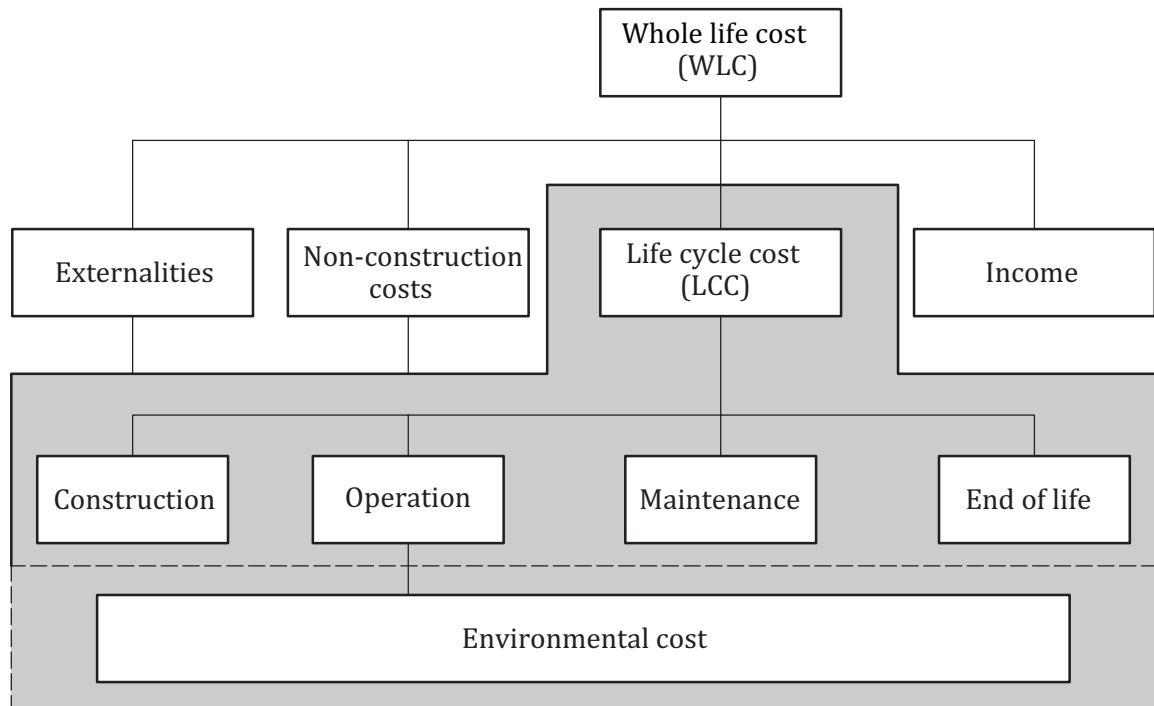 Whole life cost
(WLC)
Externalities
Non-construction
costs
Life cycle cost
(LCC)
Income
Construction
Operation
Maintenance
End of life
Environmental cost